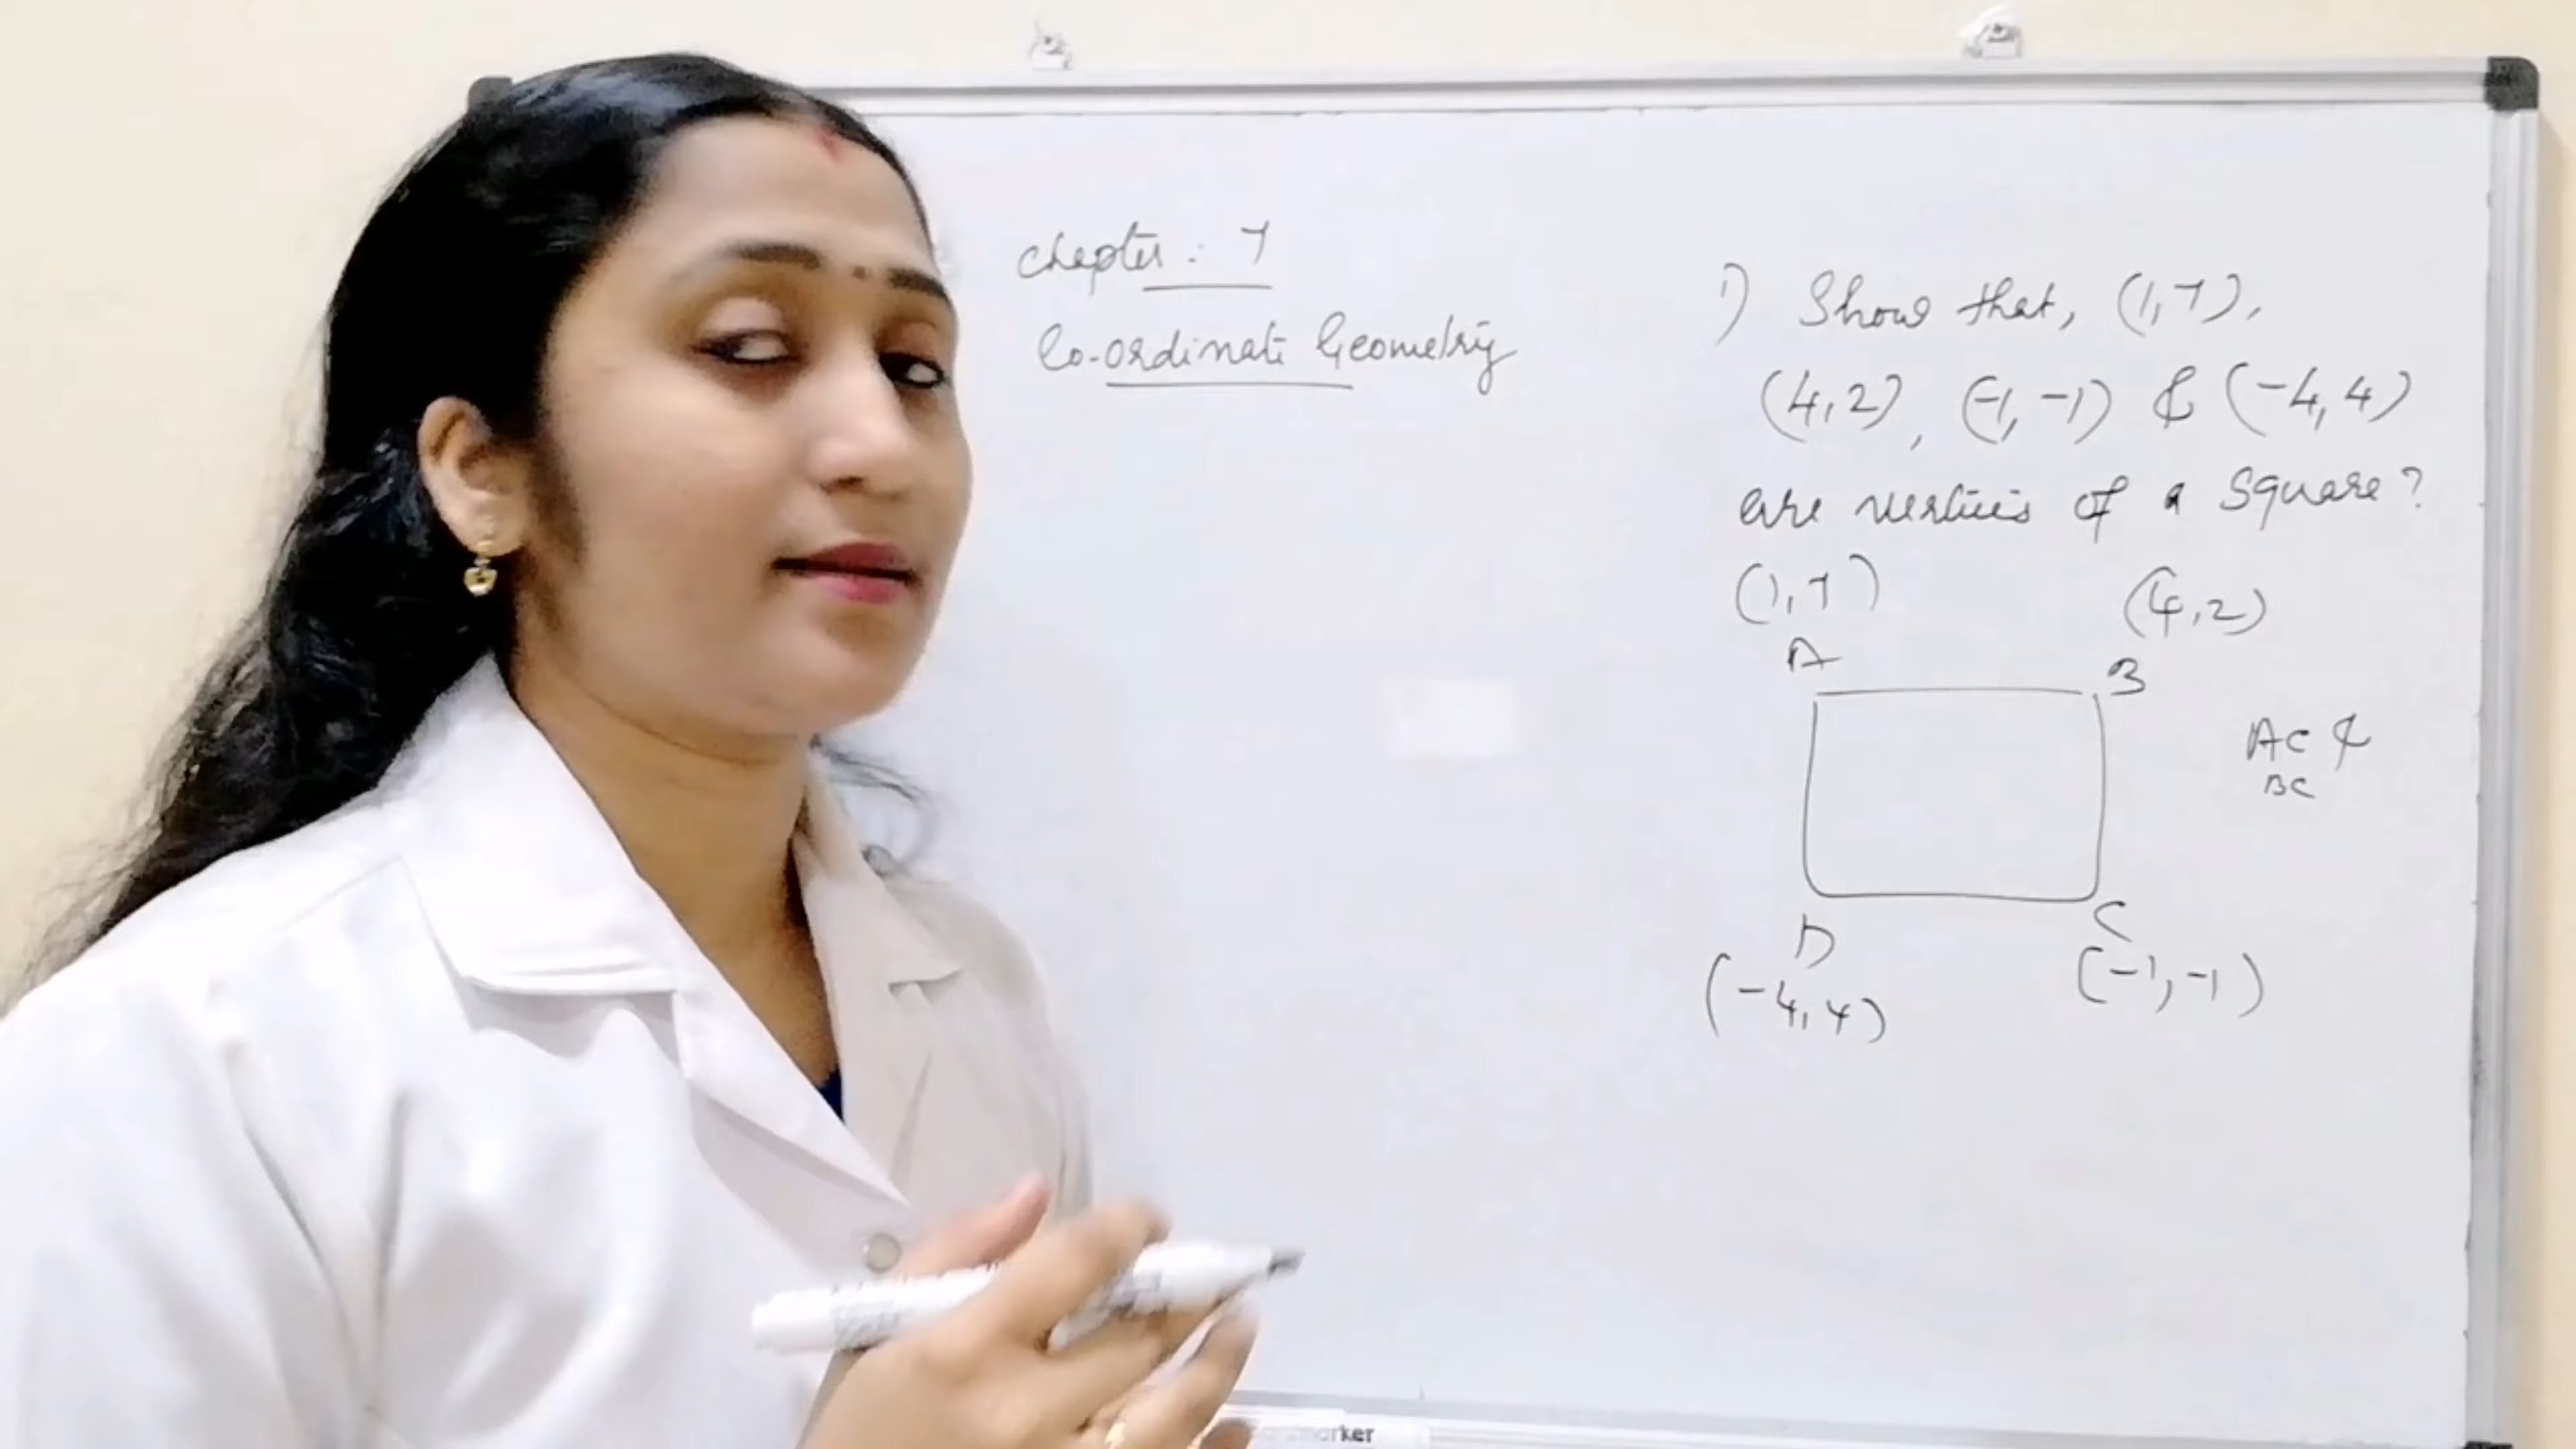 Chapter : 7
Co-ordinate Geometry
1) Show that, (1,7),
(4,2), (-1,-1) & (-4,4)
are vertices of a Square?
(1,7)
(4,2)
A
B
AC &
BC
D
C
(-4,4)
(-1,-1)